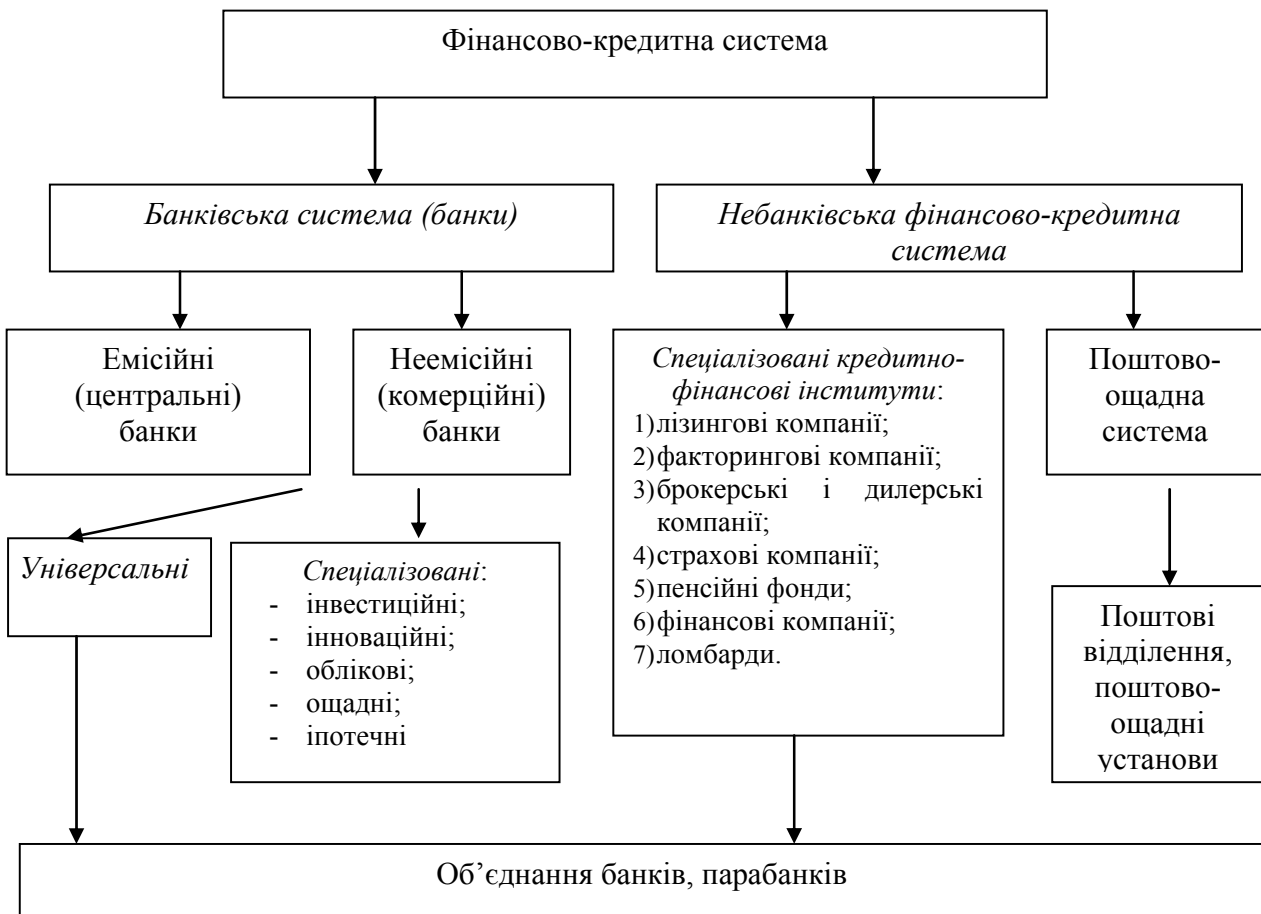 Фінансово-кредитна система
Банківська система (банки)
Небанківська фінансово-кредитна
система
Емісійні
(центральні)
банки
Неемісійні
(комерційні)
банки
Спеціалізовані кредитно-
фінансові інститути:
1)лізингові компанії;
2)факторингові компанії;
3)брокерські і дилерські
компанії;
4)страхові компанії;
5)пенсійні фонди;
6)фінансові компанії;
7)ломбарди.
Поштово-
ощадна
система
Універсальні
Спеціалізовані:
- інвестиційні;
- інноваційні;
- облікові;
- ощадні;
- іпотечні
Поштові
відділення,
поштово-
ощадні
установи
Об’єднання банків, парабанків